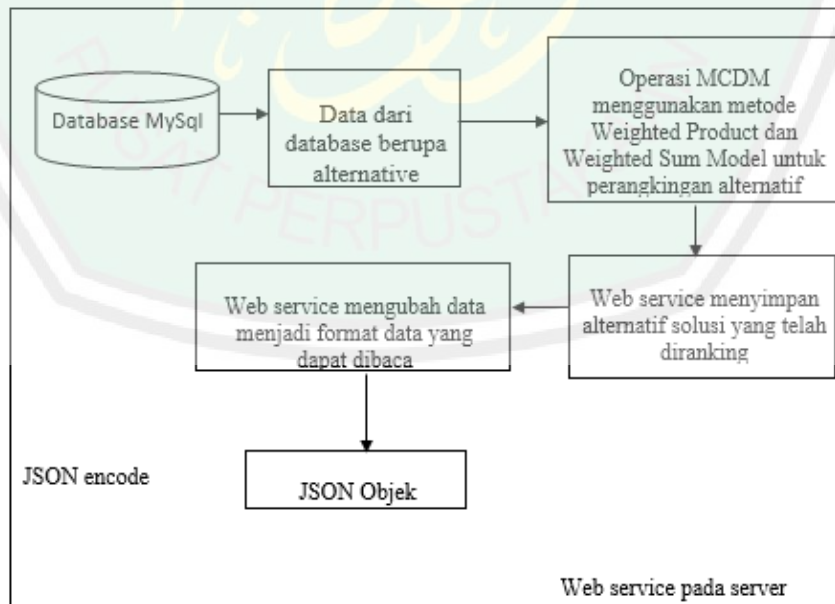 Database MySql
Data dari
database berupa
alternative
Operasi MCDM
menggunakan metode
Weighted Product dan
Weighted Sum Model untuk
perangkingan alternatif
Web service mengubah data
menjadi format data yang
dapat dibaca
Web service menyimpan
alternatif solusi yang telah
diranking
JSON encode
JSON Objek
Web service pada server
PUSAT PERPUSTAKAAN